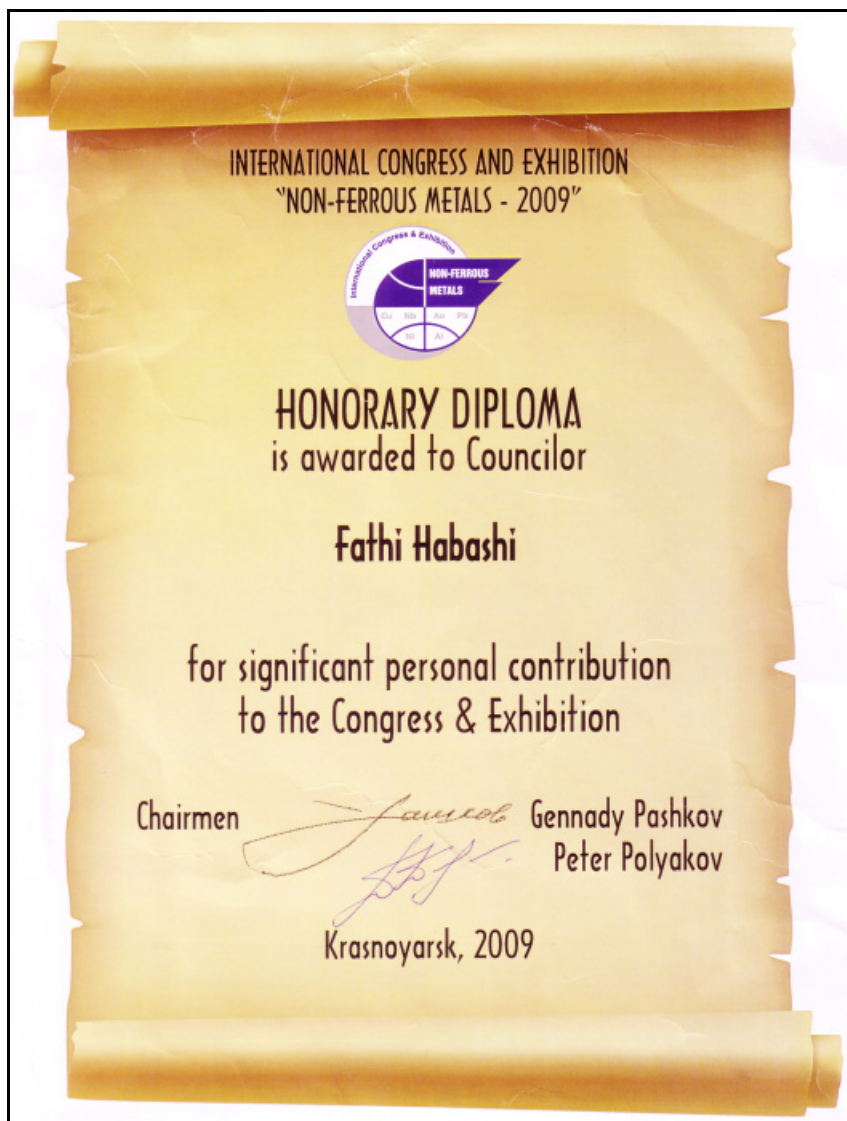 INTERNATIONAL CONGRESS AND EXHIBITION
"NON-FERROUS METALS - 2009"
International Congress & Exhibition
NON-FERROUS
METALS
Cu Nb Au Pb
Ni Al
HONORARY DIPLOMA
is awarded to Councilor
Fathi Habashi
for significant personal contribution
to the Congress & Exhibition
Chairmen Gennady Pashkov
Peter Polyakov
Krasnoyarsk, 2009